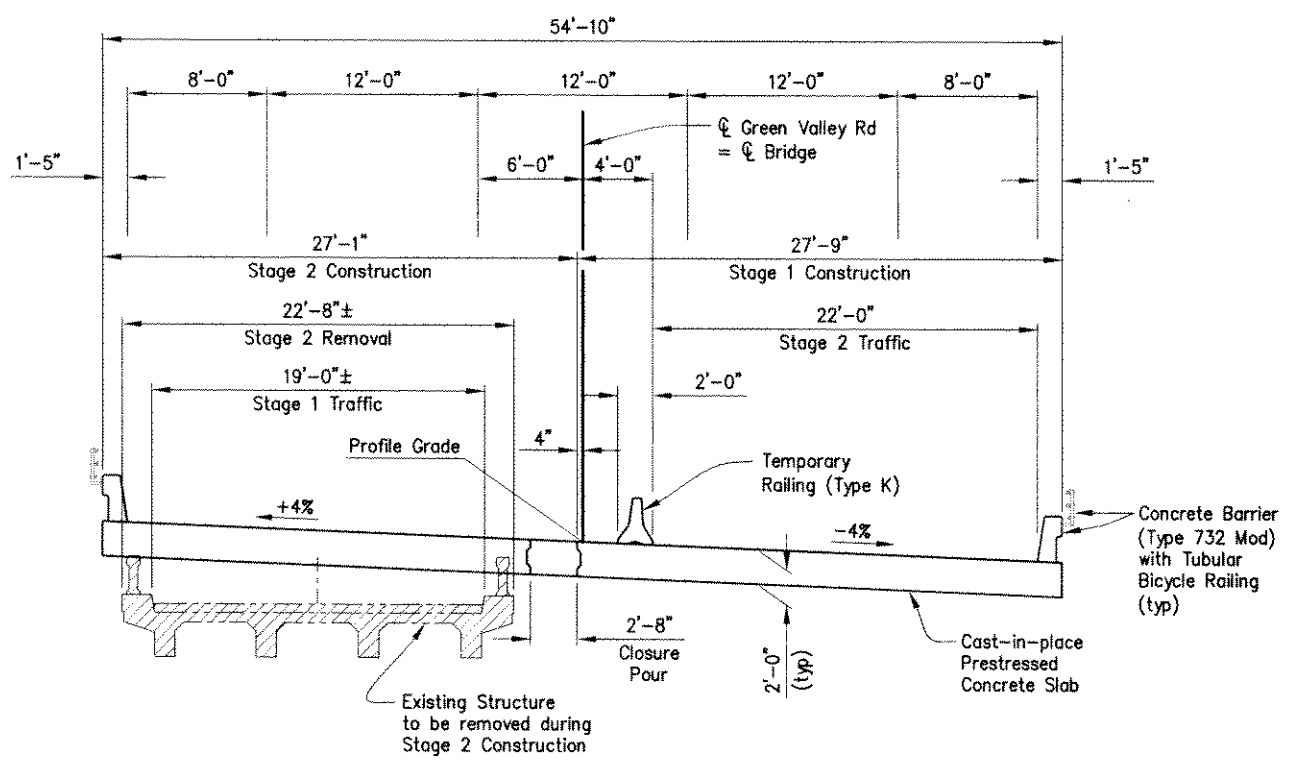 54'-10"
8'-0" 12'-0" 12'-0" 12'-0" 8'-0"
℄ Green Valley Rd
= ℄ Bridge
1'-5" 6'-0" 4'-0" 1'-5"
27'-1" 27'-9"
Stage 2 Construction Stage 1 Construction
22'-8"± 22'-0"
Stage 2 Removal Stage 2 Traffic
19'-0"± 2'-0"
Stage 1 Traffic
Profile Grade 4"
Temporary
Railing (Type K)
+4% -4%
Concrete Barrier
(Type 732 Mod)
with Tubular
Bicycle Railing
(typ)
2'-8"
Closure
Pour
2'-0"
(typ)
Cast-in-place
Prestressed
Concrete Slab
Existing Structure
to be removed during
Stage 2 Construction